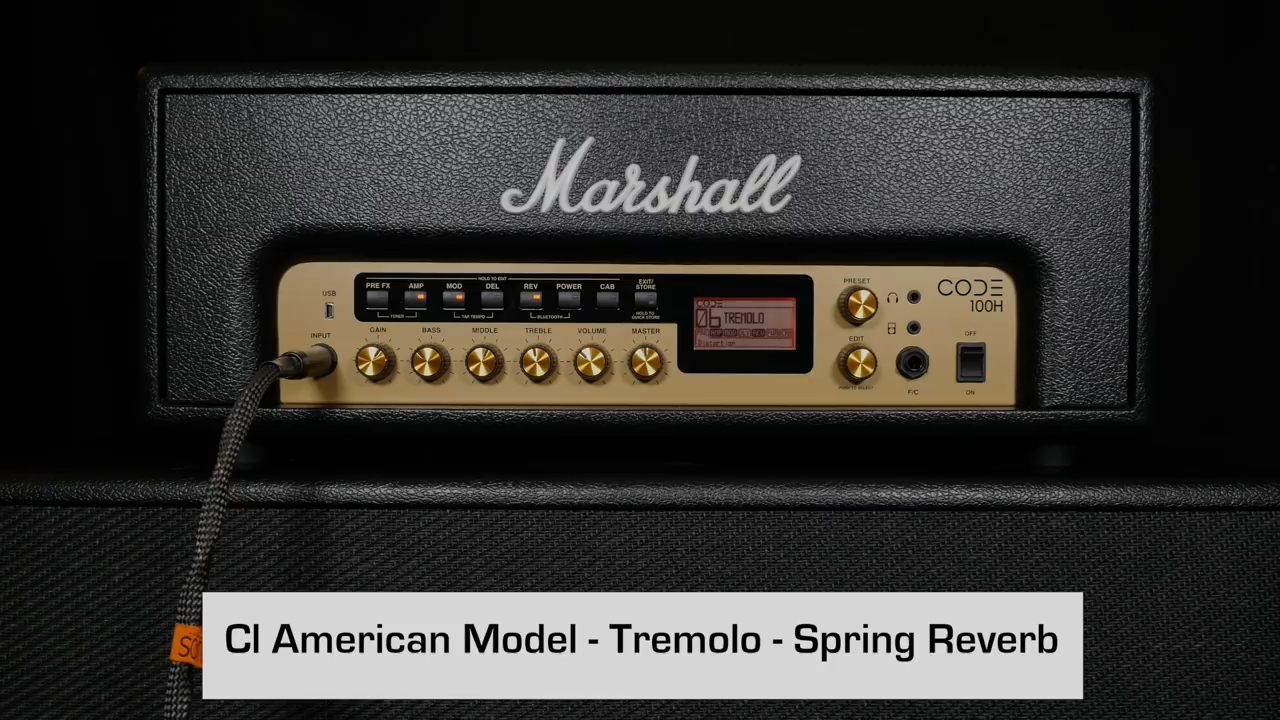 Marshall
HOLD TO EDIT
PRE FX AMP MOD DEL REV POWER CAB EXIT/ STORE
TUNER TAP TEMPO BLUETOOTH HOLD TO QUICK STORE
USB
INPUT
GAIN BASS MIDDLE TREBLE VOLUME MASTER
CODE
06 TREMOLO
Distortion
PRESET
EDIT
F/C
CODE
100H
OFF
ON
Cl American Model - Tremolo - Spring Reverb